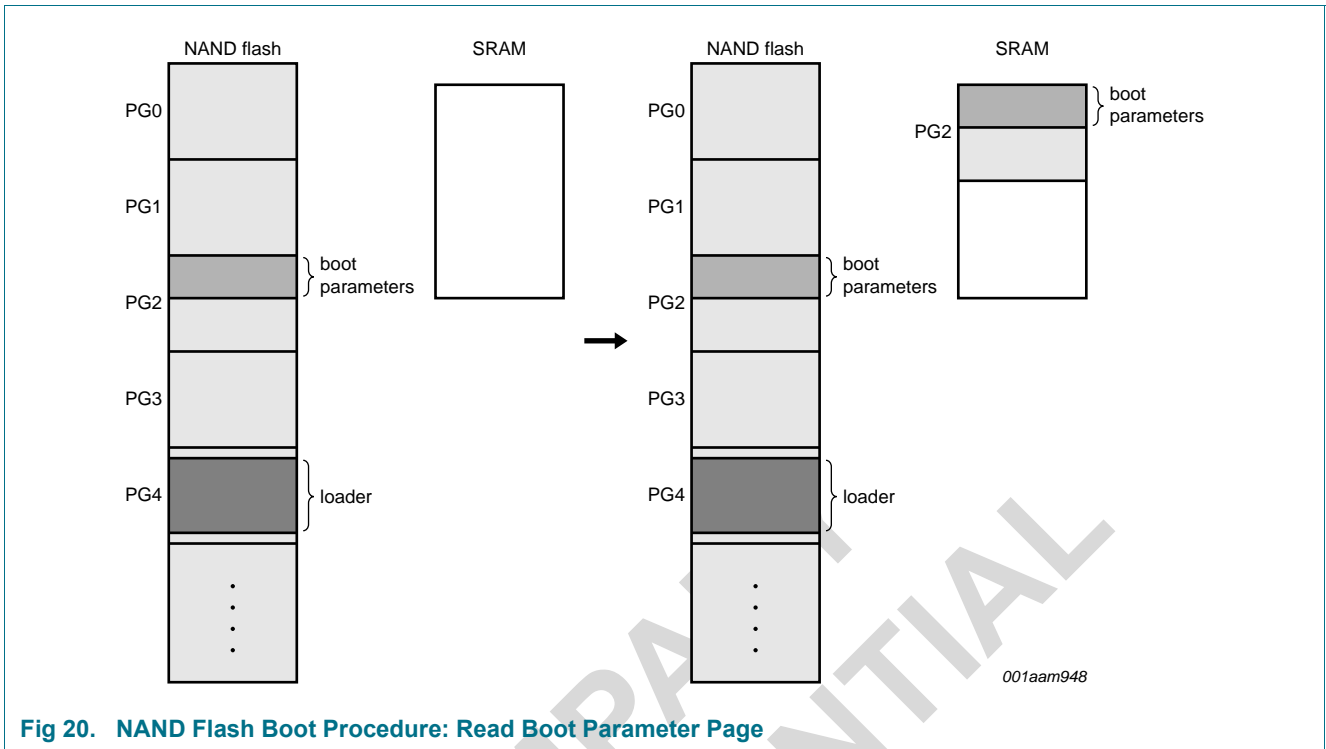 NAND flash
SRAM
NAND flash
SRAM
PG0
PG1
boot
parameters
PG2
PG3
PG4
loader
PG0
PG1
boot
parameters
PG2
PG3
PG4
loader
PG2
boot
parameters
001aam948
Fig 20. NAND Flash Boot Procedure: Read Boot Parameter Page